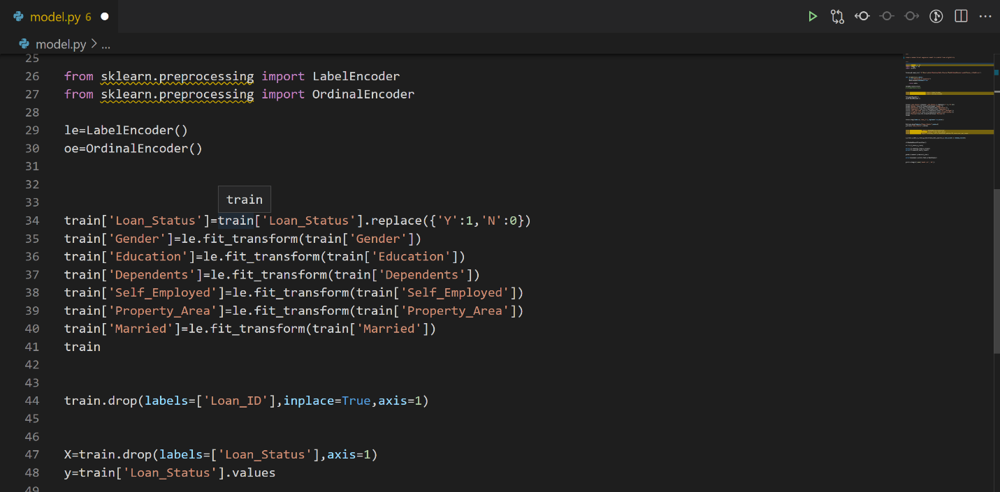 model.py 6
model.py > ...
25
26 from sklearn.preprocessing import LabelEncoder
27 from sklearn.preprocessing import OrdinalEncoder
28
29 le=LabelEncoder()
30 oe=OrdinalEncoder()
31
32
33
train
34 train['Loan_Status']=train['Loan_Status'].replace({'Y':1,'N':0})
35 train['Gender']=le.fit_transform(train['Gender'])
36 train['Education']=le.fit_transform(train['Education'])
37 train['Dependents']=le.fit_transform(train['Dependents'])
38 train['Self_Employed']=le.fit_transform(train['Self_Employed'])
39 train['Property_Area']=le.fit_transform(train['Property_Area'])
40 train['Married']=le.fit_transform(train['Married'])
41 train
42
43
44 train.drop(labels=['Loan_ID'],inplace=True,axis=1)
45
46
47 X=train.drop(labels=['Loan_Status'],axis=1)
48 y=train['Loan_Status'].values
49